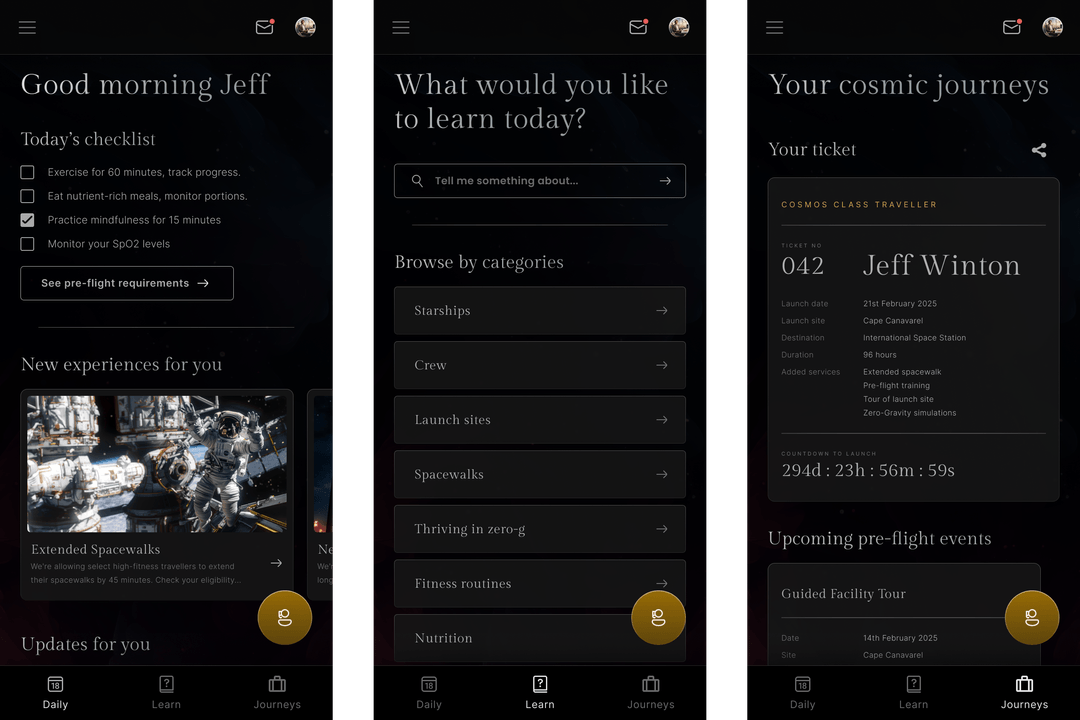 Good morning Jeff
Today's checklist
Exercise for 60 minutes, track progress.
Eat nutrient-rich meals, monitor portions.
Practice mindfulness for 15 minutes
Monitor your SpO2 levels
See pre-flight requirements
New experiences for you
Extended Spacewalks
We're allowing select high-fitness travellers to extend
their spacewalks by 45 minutes. Check your eligibility...
Ne
We'r
long
Updates for you
18
Daily
?
Learn
Journeys
What would you like
to learn today?
Tell me something about...
Browse by categories
Starships
Crew
Launch sites
Spacewalks
Thriving in zero-g
Fitness routines
Nutrition
18
Daily
?
Learn
Journeys
Your cosmic journeys
Your ticket
COSMOS CLASS TRAVELLER
TICKET NO
042 Jeff Winton
Launch date 21st February 2025
Launch site Cape Canavarel
Destination International Space Station
Duration 96 hours
Added services Extended spacewalk
Pre-flight training
Tour of launch site
Zero-Gravity simulations
COUNTDOWN TO LAUNCH
294d : 23h : 56m : 59s
Upcoming pre-flight events
Guided Facility Tour
Date 14th February 2025
Site Cape Canavarel
18
Daily
?
Learn
Journeys